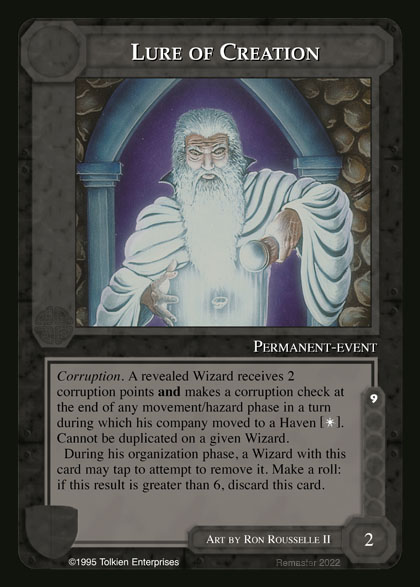 LURE OF CREATION
PERMANENT-EVENT
Corruption. A revealed Wizard receives 2
corruption points and makes a corruption check at
the end of any movement/hazard phase in a turn
during which his company moved to a Haven [☀].
Cannot be duplicated on a given Wizard.
During his organization phase, a Wizard with this
card may tap to attempt to remove it. Make a roll:
if this result is greater than 6, discard this card.
9
ART BY RON ROUSSELLE II
2
©1995 Tolkien Enterprises
Remaster 2022